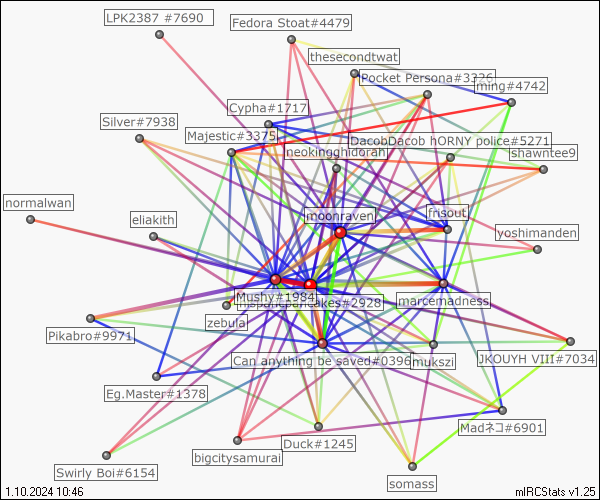 LPK2387 #7690
Fedora Stoat#4479
thesecondtwat
Pocket Persona#3326
ming#4742
Cypha#1717
Silver#7938
Majestic#3375
DacobDacob hORNY police#5271
neokingghidorah
shawntee9
normalwan
eliakith
moonraven
frisout
yoshimanden
Mushy#1984
pancakes#2928
marcemadness
zebula
Pikabro#9971
Can anything be saved#0396
mukszi
JKOUYH VIII#7034
Eg.Master#1378
Madネコ#6901
Duck#1245
bigcitysamurai
Swirly Boi#6154
somass
1.10.2024 10:46
mIRCStats v1.25